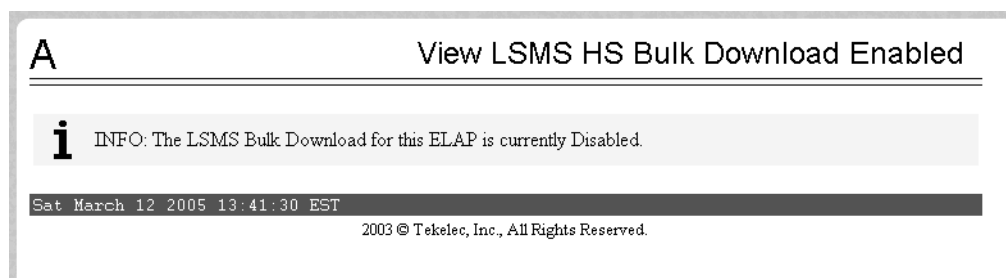 A
View LSMS HS Bulk Download Enabled
i
INFO: The LSMS Bulk Download for this ELAP is currently Disabled.
Sat March 12 2005 13:41:30 EST
2003 © Tekelec, Inc., All Rights Reserved.